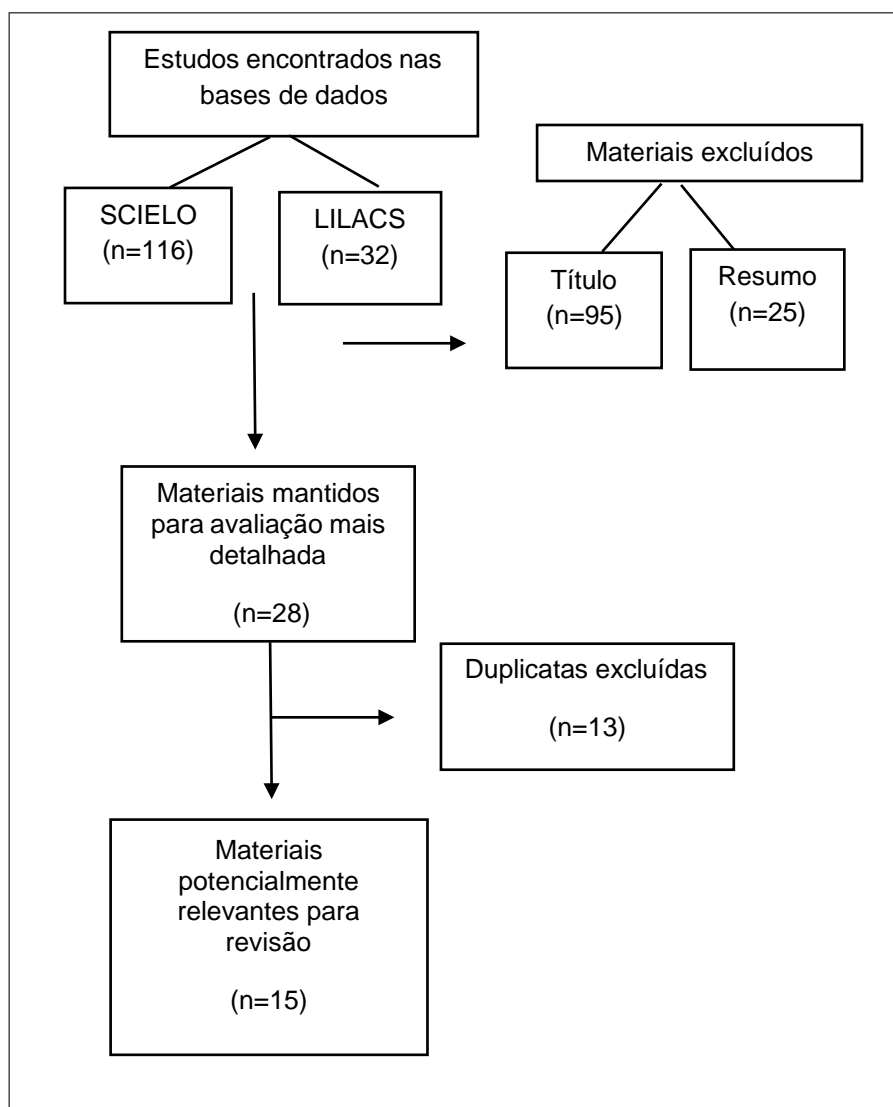 Estudos encontrados nas
bases de dados
Materiais excluídos
SCIELO
(n=116)
LILACS
(n=32)
Título
(n=95)
Resumo
(n=25)
Materiais mantidos
para avaliação mais
detalhada
(n=28)
Duplicatas excluídas
(n=13)
Materiais
potencialmente
relevantes para
revisão
(n=15)